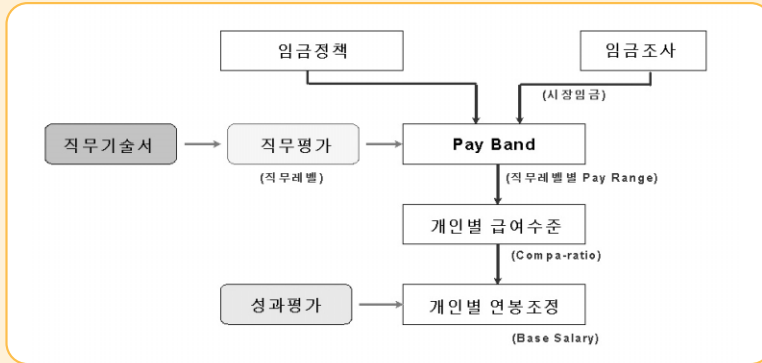 임금정책
임금조사
(시장임금)
직무기술서
직무평가
Pay Band
(직무레벨)
(직무레벨별 Pay Range)
개인별 급여수준
(Compa-ratio)
성과평가
개인별 연봉조정
(Base Salary)